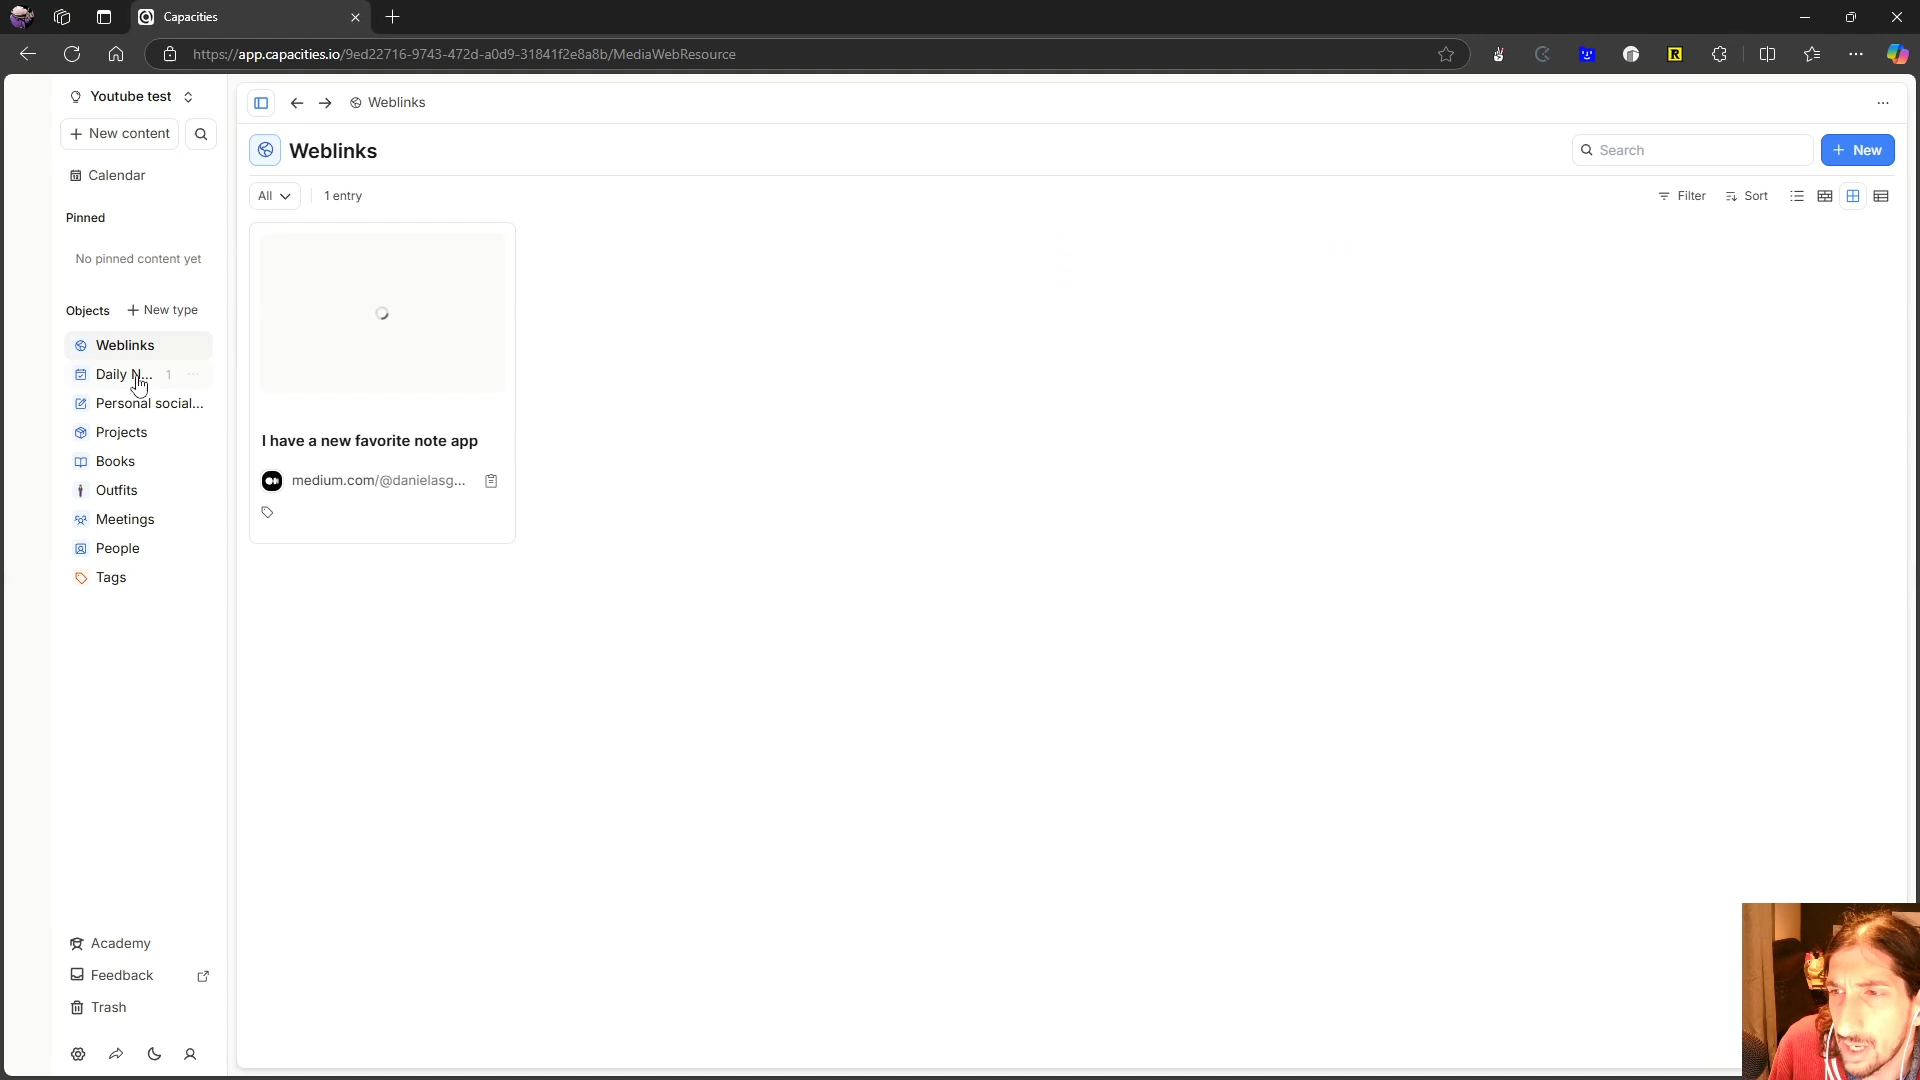 Capacities
https://app.capacities.io/9ed22716-9743-472d-a0d9-31841f2e8a8b/MediaWebResource
Youtube test
Weblinks
New content
Weblinks
Search
New
Calendar
All
1 entry
Filter
Sort
Pinned
No pinned content yet
Objects
New type
Weblinks
Daily N... 1
Personal social...
Projects
Books
Outfits
Meetings
People
Tags
I have a new favorite note app
medium.com/@danielasg...
Academy
Feedback
Trash